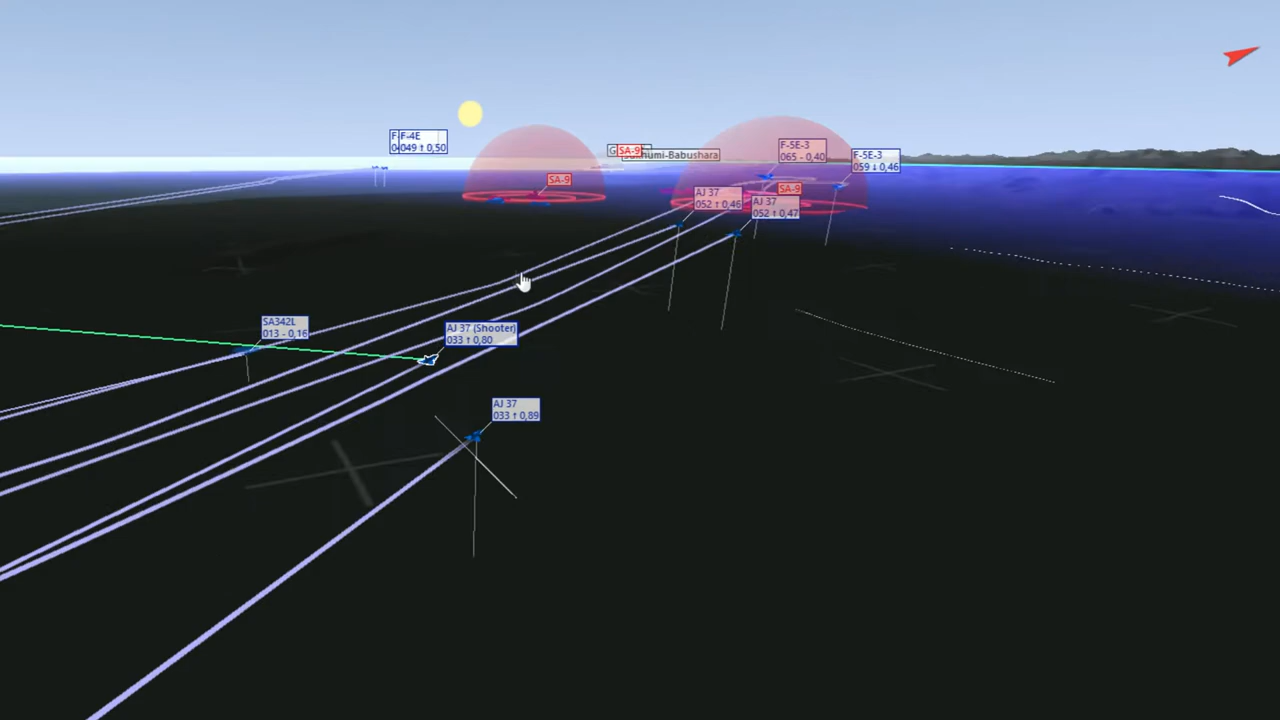 F-4E
049 ↑ 0,50
SA-9
SA-9
humi-Babushara
F-5E-3
065 - 0,40
F-5E-3
059 ↓ 0,46
AJ 37
052 ↑ 0,46
SA-9
AJ 37
052 ↑ 0,47
SA342L
013 - 0,16
AJ 37 (Shooter)
033 ↑ 0,80
AJ 37
033 ↑ 0,89